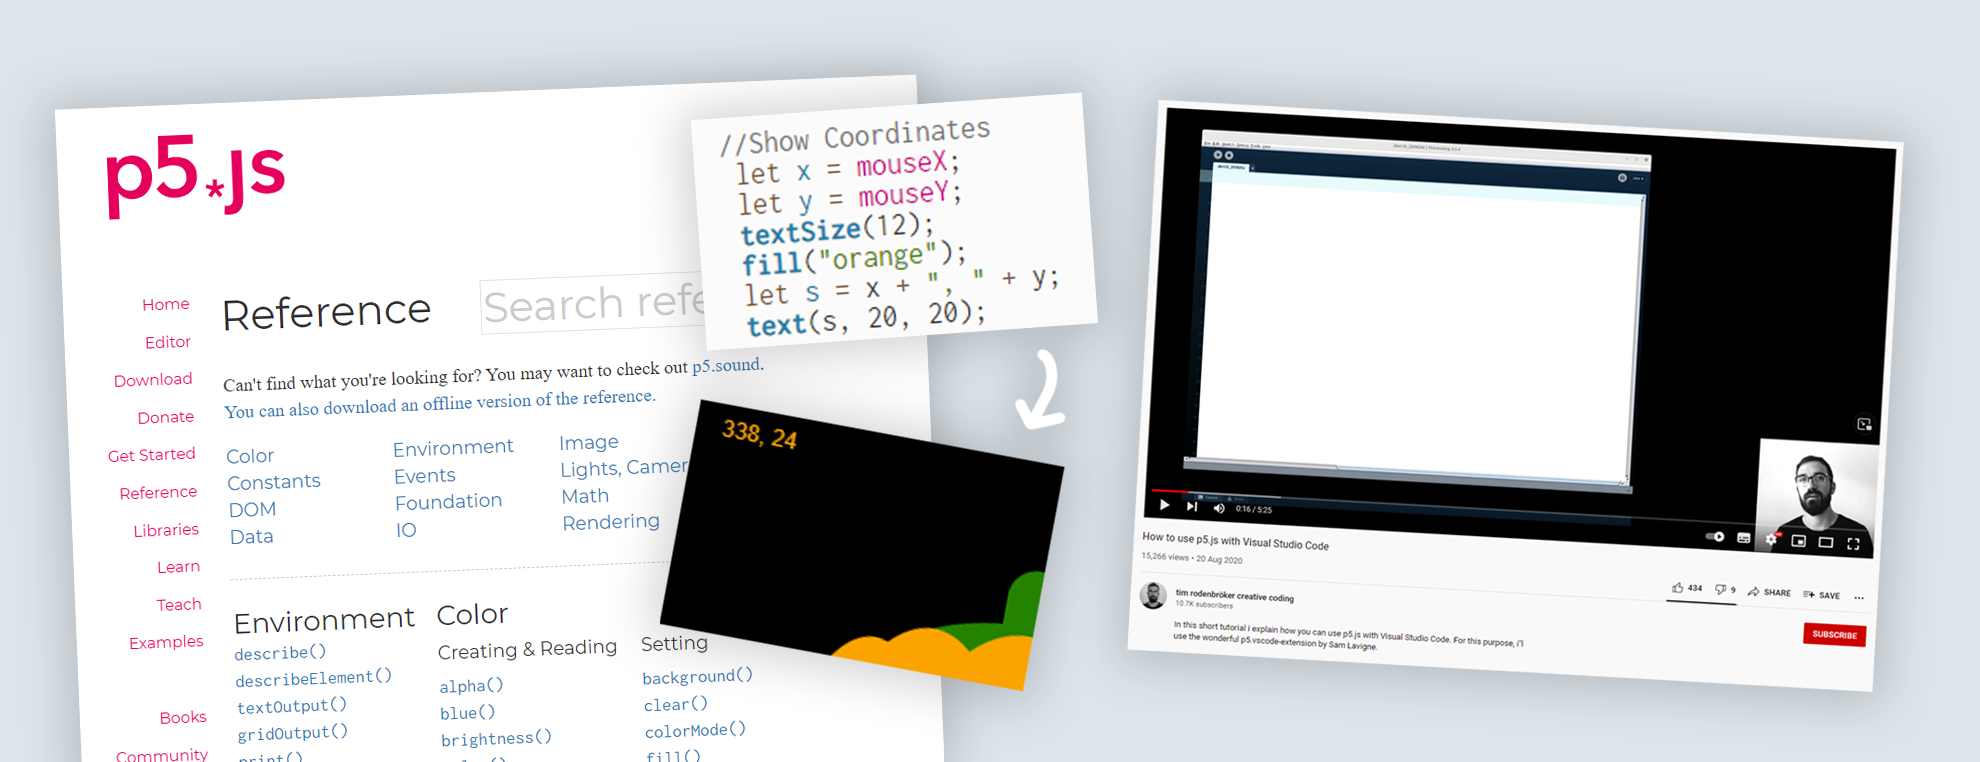 p5.js
Home
Editor
Download
Donate
Get Started
Reference
Libraries
Learn
Teach
Examples
Books
Community
Reference
Search refe
Can't find what you're looking for? You may want to check out p5.sound.
You can also download an offline version of the reference.
Color
Constants
DOM
Data
Environment
Events
Foundation
IO
Image
Lights, Camer
Math
Rendering
Environment
describe()
describeElement()
textOutput()
gridOutput()
print()
Color
Creating & Reading
alpha()
blue()
brightness()
Setting
background()
clear()
colorMode()
fill()
//Show Coordinates
let x = mouseX;
let y = mouseY;
textSize(12);
fill("orange");
let s = x + ", " + y;
text(s, 20, 20);
338, 24
0:16 / 5:25
How to use p5.js with Visual Studio Code
15,266 views • 20 Aug 2020
434
9
SHARE
SAVE
tim rodenbröker creative coding
10.7K subscribers
SUBSCRIBE
In this short tutorial i explain how you can use p5.js with Visual Studio Code. For this purpose, i'l
use the wonderful p5.vscode-extension by Sam Lavigne.